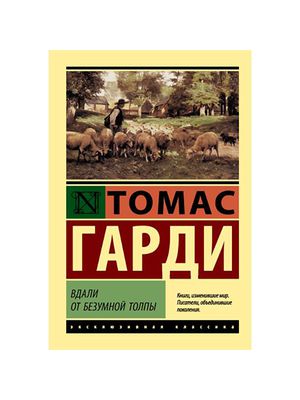 ТОМАС
ГАРДИ
ВДАЛИ
ОТ БЕЗУМНОЙ ТОЛПЫ
Книги, изменившие мир.
Писатели, объединившие
поколения.
ЭКСКЛЮЗИВНАЯ КЛАССИКА